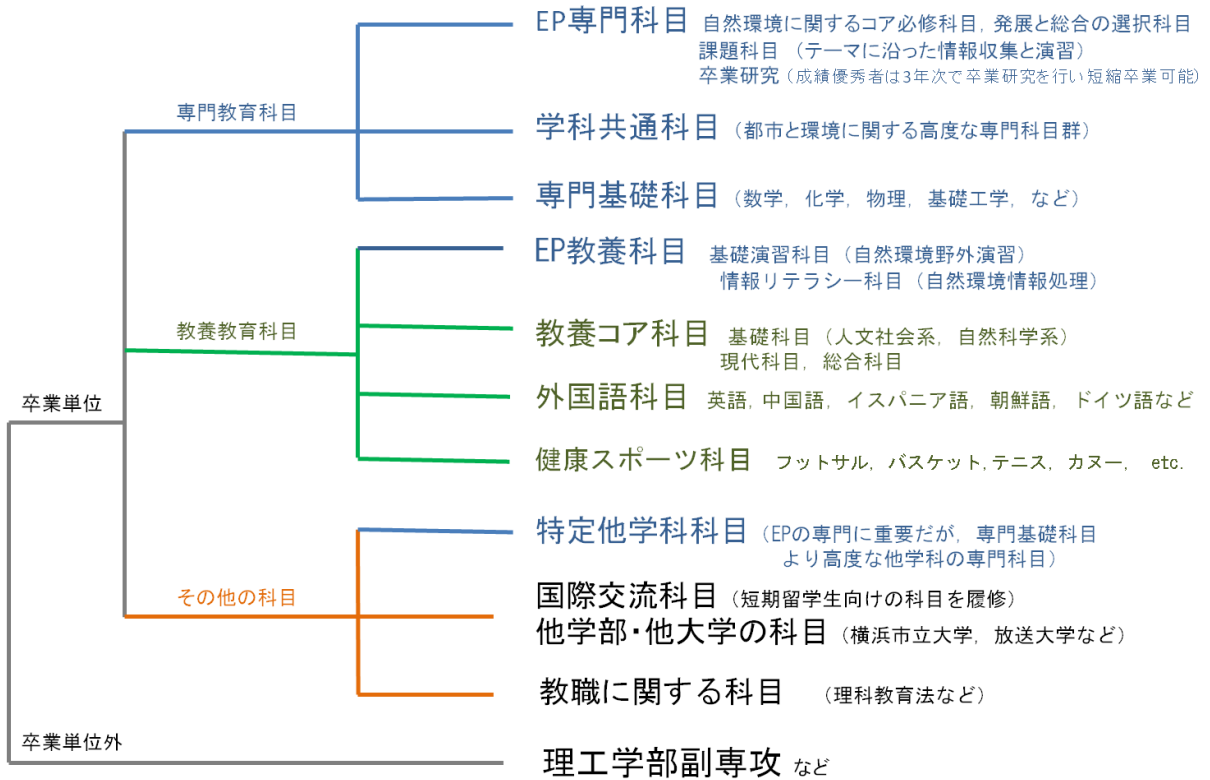 EP専門科目 自然環境に関するコア必修科目, 発展と総合の選択科目
課題科目 (テーマに沿った情報収集と演習)
卒業研究 (成績優秀者は3年次で卒業研究を行い短縮卒業可能)
専門教育科目
学科共通科目 (都市と環境に関する高度な専門科目群)
専門基礎科目 (数学, 化学, 物理, 基礎工学, など)
EP教養科目 基礎演習科目 (自然環境野外演習)
情報リテラシー科目 (自然環境情報処理)
教養教育科目
教養コア科目 基礎科目 (人文社会系, 自然科学系)
現代科目, 総合科目
卒業単位
外国語科目 英語, 中国語, イスパニア語, 朝鮮語, ドイツ語など
健康スポーツ科目 フットサル, バスケット, テニス, カヌー, etc.
特定他学科科目 (EPの専門に重要だが, 専門基礎科目
より高度な他学科の専門科目)
その他の科目
国際交流科目 (短期留学生向けの科目を履修)
他学部・他大学の科目 (横浜市立大学, 放送大学など)
教職に関する科目 (理科教育法など)
卒業単位外
理工学部副専攻 など